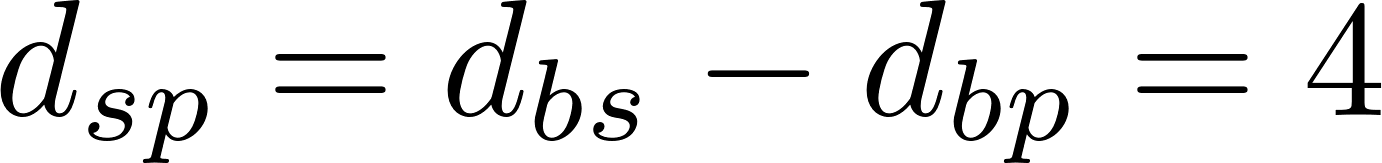 d_{sp} = d_{bs} - d_{bp} = 4